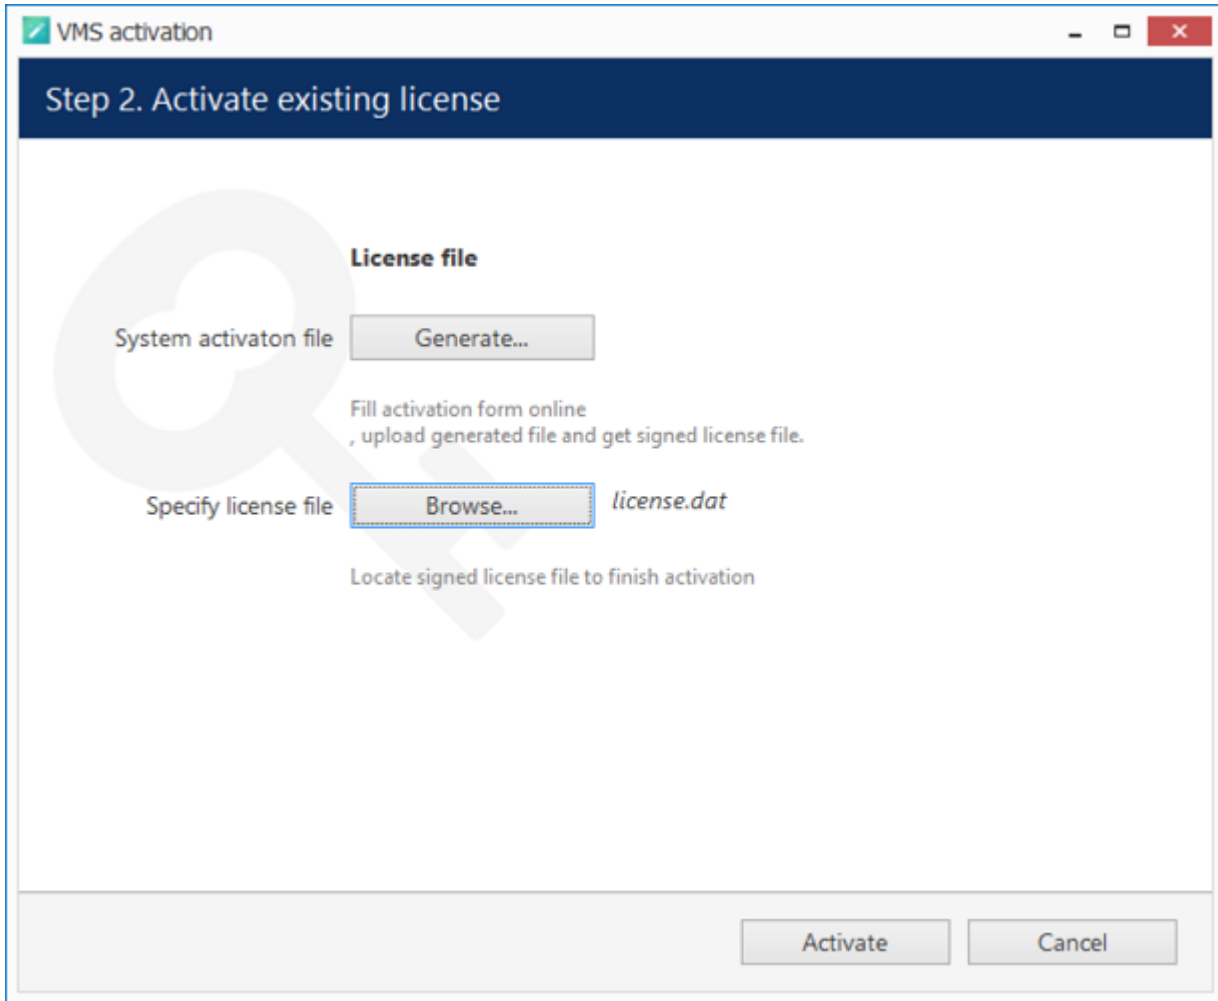 VMS activation
Step 2. Activate existing license
License file
System activaton file
Generate...
Fill activation form online
, upload generated file and get signed license file.
Specify license file
Browse...
license.dat
Locate signed license file to finish activation
Activate
Cancel